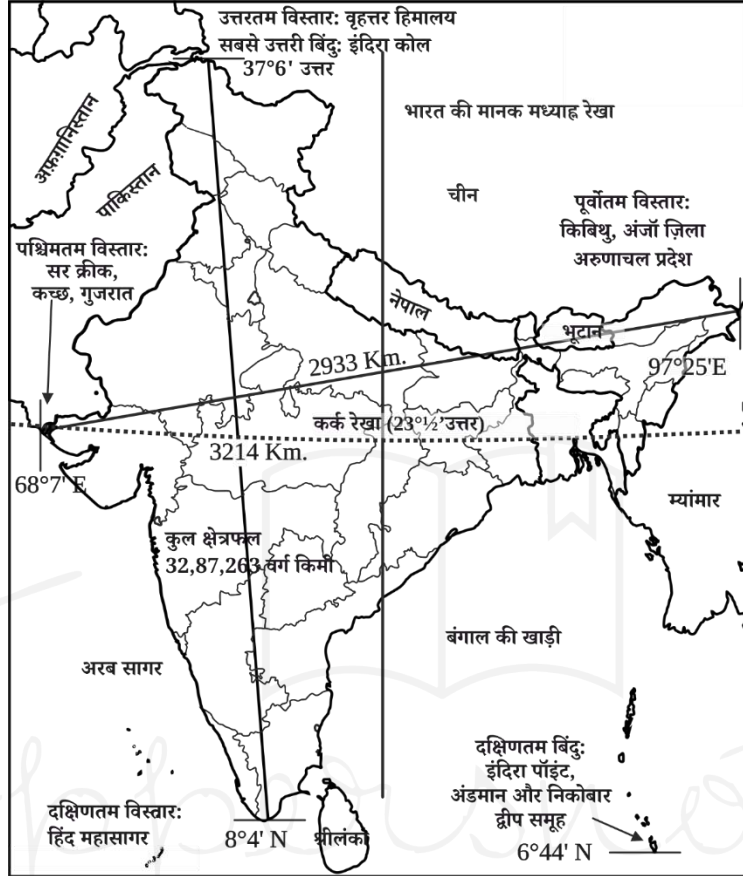 उत्तरतम विस्तार: वृहत्तर हिमालय
सबसे उत्तरी बिंदु: इंदिरा कोल
37°6' उत्तर
भारत की मानक मध्याह्न रेखा
अफ़ग़ानिस्तान
पाकिस्तान
चीन
पूर्वोतम विस्तार:
किबिथु, अंजॉ ज़िला
अरुणाचल प्रदेश
पश्चिमतम विस्तार:
सर क्रीक,
कच्छ, गुजरात
नेपाल
भूटान
2933 Km.
97°25'E
कर्क रेखा (23°½’उत्तर)
3214 Km.
68°7' E
म्यांमार
कुल क्षेत्रफल
32,87,263 वर्ग किमी
बंगाल की खाड़ी
अरब सागर
दक्षिणतम बिंदु:
इंदिरा पॉइंट,
अंडमान और निकोबार
द्वीप समूह
दक्षिणतम विस्तार:
हिंद महासागर
8°4' N
श्रीलंका
6°44' N